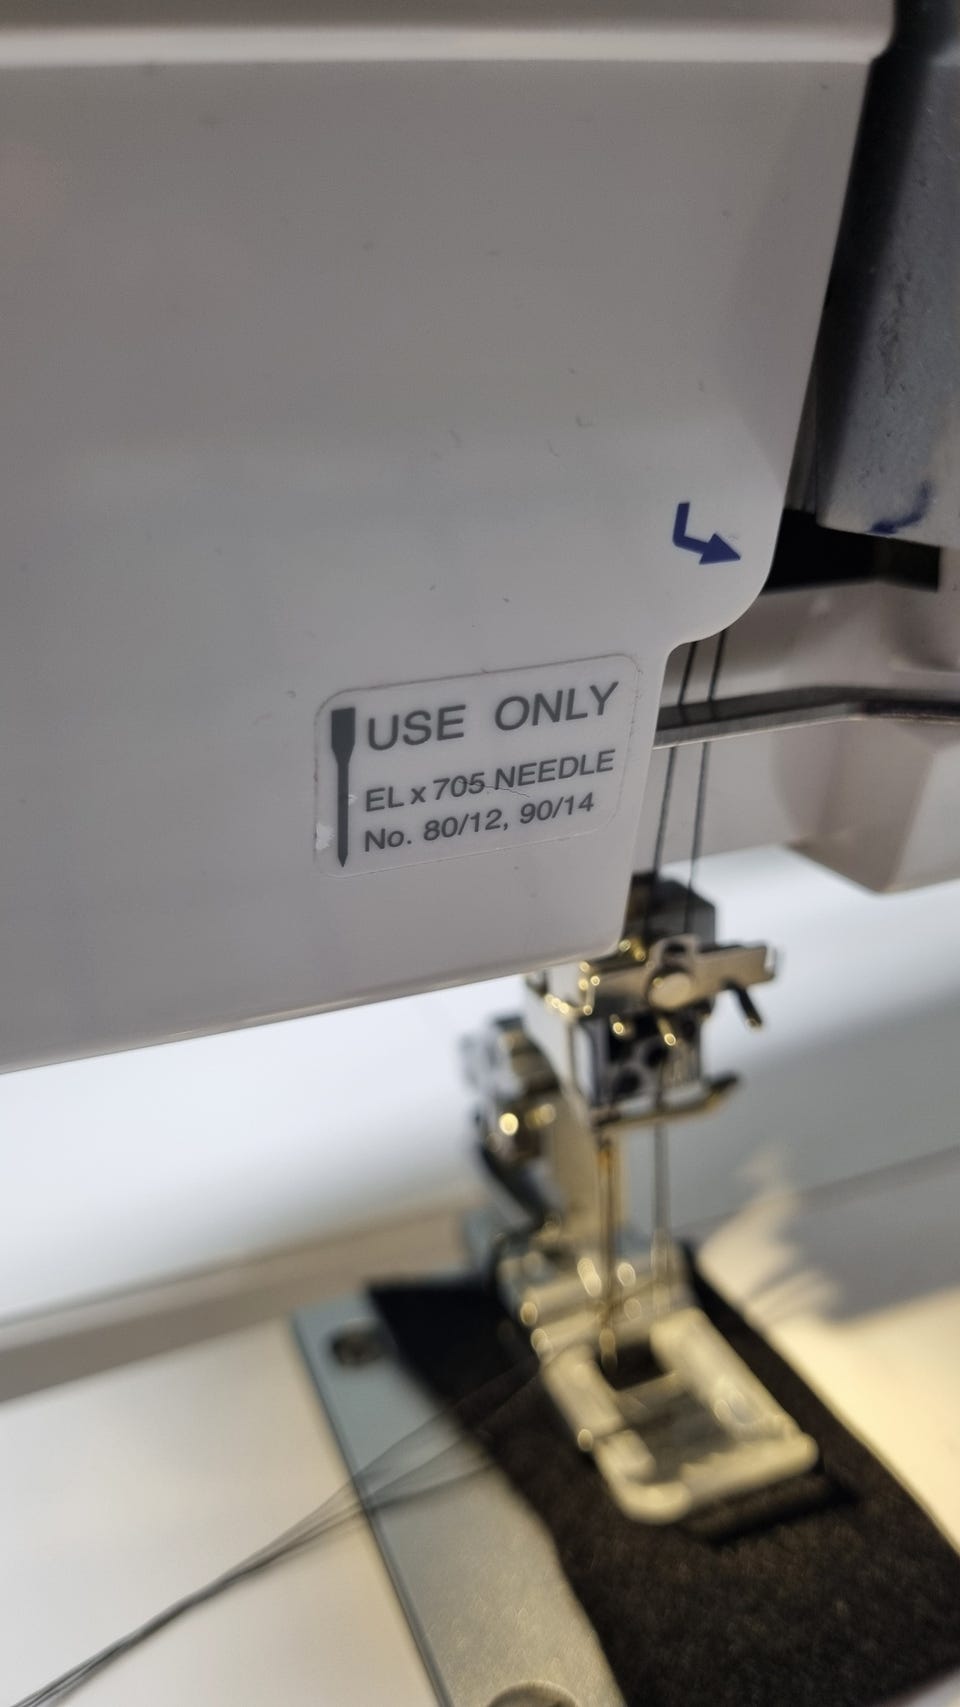 USE ONLY
EL x 705 NEEDLE
No. 80/12, 90/14